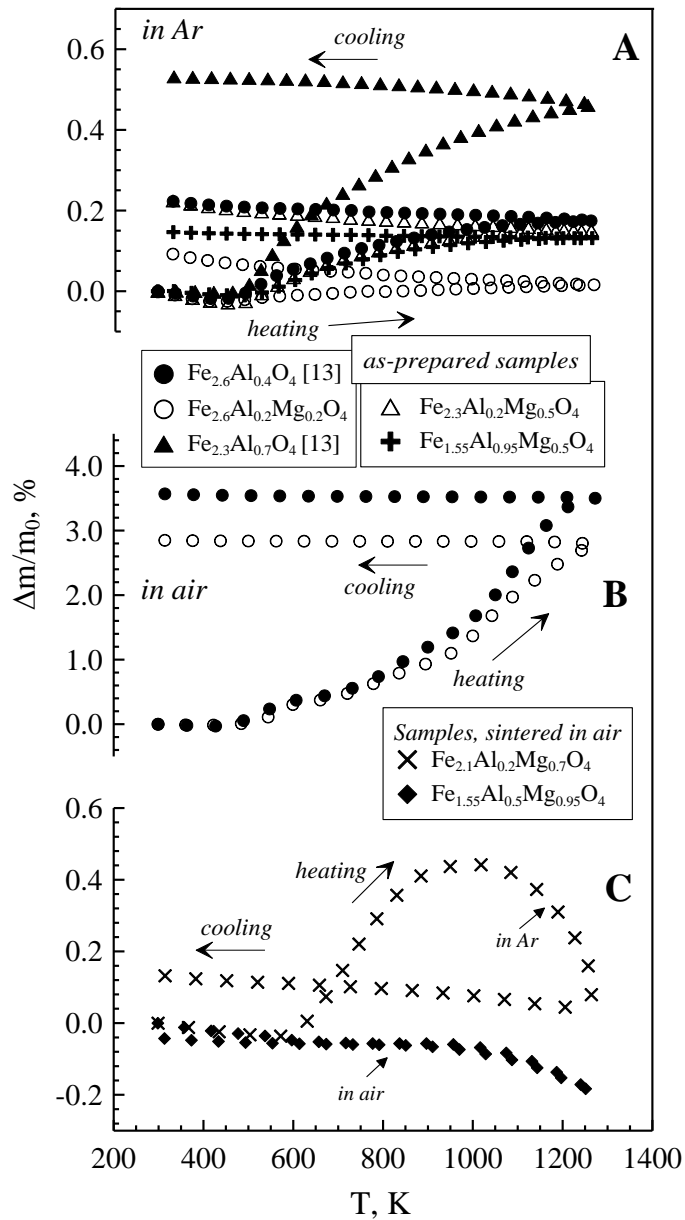 in Ar
A
cooling
0.6
0.4
0.2
0.0
heating
as-prepared samples
Fe2.6Al0.4O4 [13]
Fe2.6Al0.2Mg0.2O4
Fe2.3Al0.7O4 [13]
Fe2.3Al0.2Mg0.5O4
Fe1.55Al0.95Mg0.5O4
Δm/m0, %
4.0
3.0
2.0
1.0
0.0
cooling
in air
B
heating
Samples, sintered in air
Fe2.1Al0.2Mg0.7O4
Fe1.55Al0.5Mg0.95O4
0.6
0.4
0.2
0.0
-0.2
heating
C
cooling
in Ar
in air
200 400 600 800 1000 1200 1400
T, K